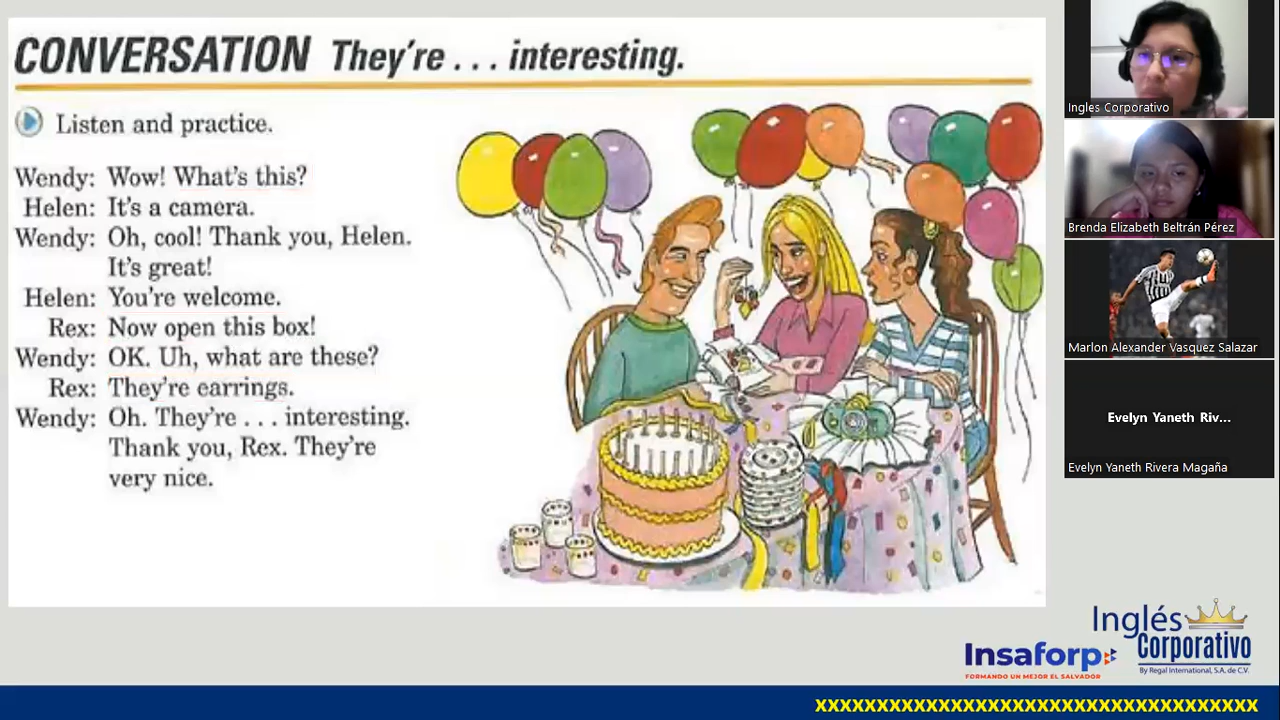 CONVERSATION They're . . . interesting.
Listen and practice.
Wendy: Wow! What's this?
Helen: It's a camera.
Wendy: Oh, cool! Thank you, Helen.
It's great!
Helen: You're welcome.
Rex: Now open this box!
Wendy: OK. Uh, what are these?
Rex: They're earrings.
Wendy: Oh. They're . . . interesting.
Thank you, Rex. They're
very nice.
Ingles Corporativo
Brenda Elizabeth Beltrán Pérez
Marlon Alexander Vasquez Salazar
Evelyn Yaneth Riv...
Evelyn Yaneth Rivera Magaña
Insaforp
FORMANDO UN MEJOR EL SALVADOR
Inglés
Corporativo
By Regal International, S.A. de C.V.
XXXXXXXXXXXXXXXXXXXXXXXXXXXXXXXXXXXX